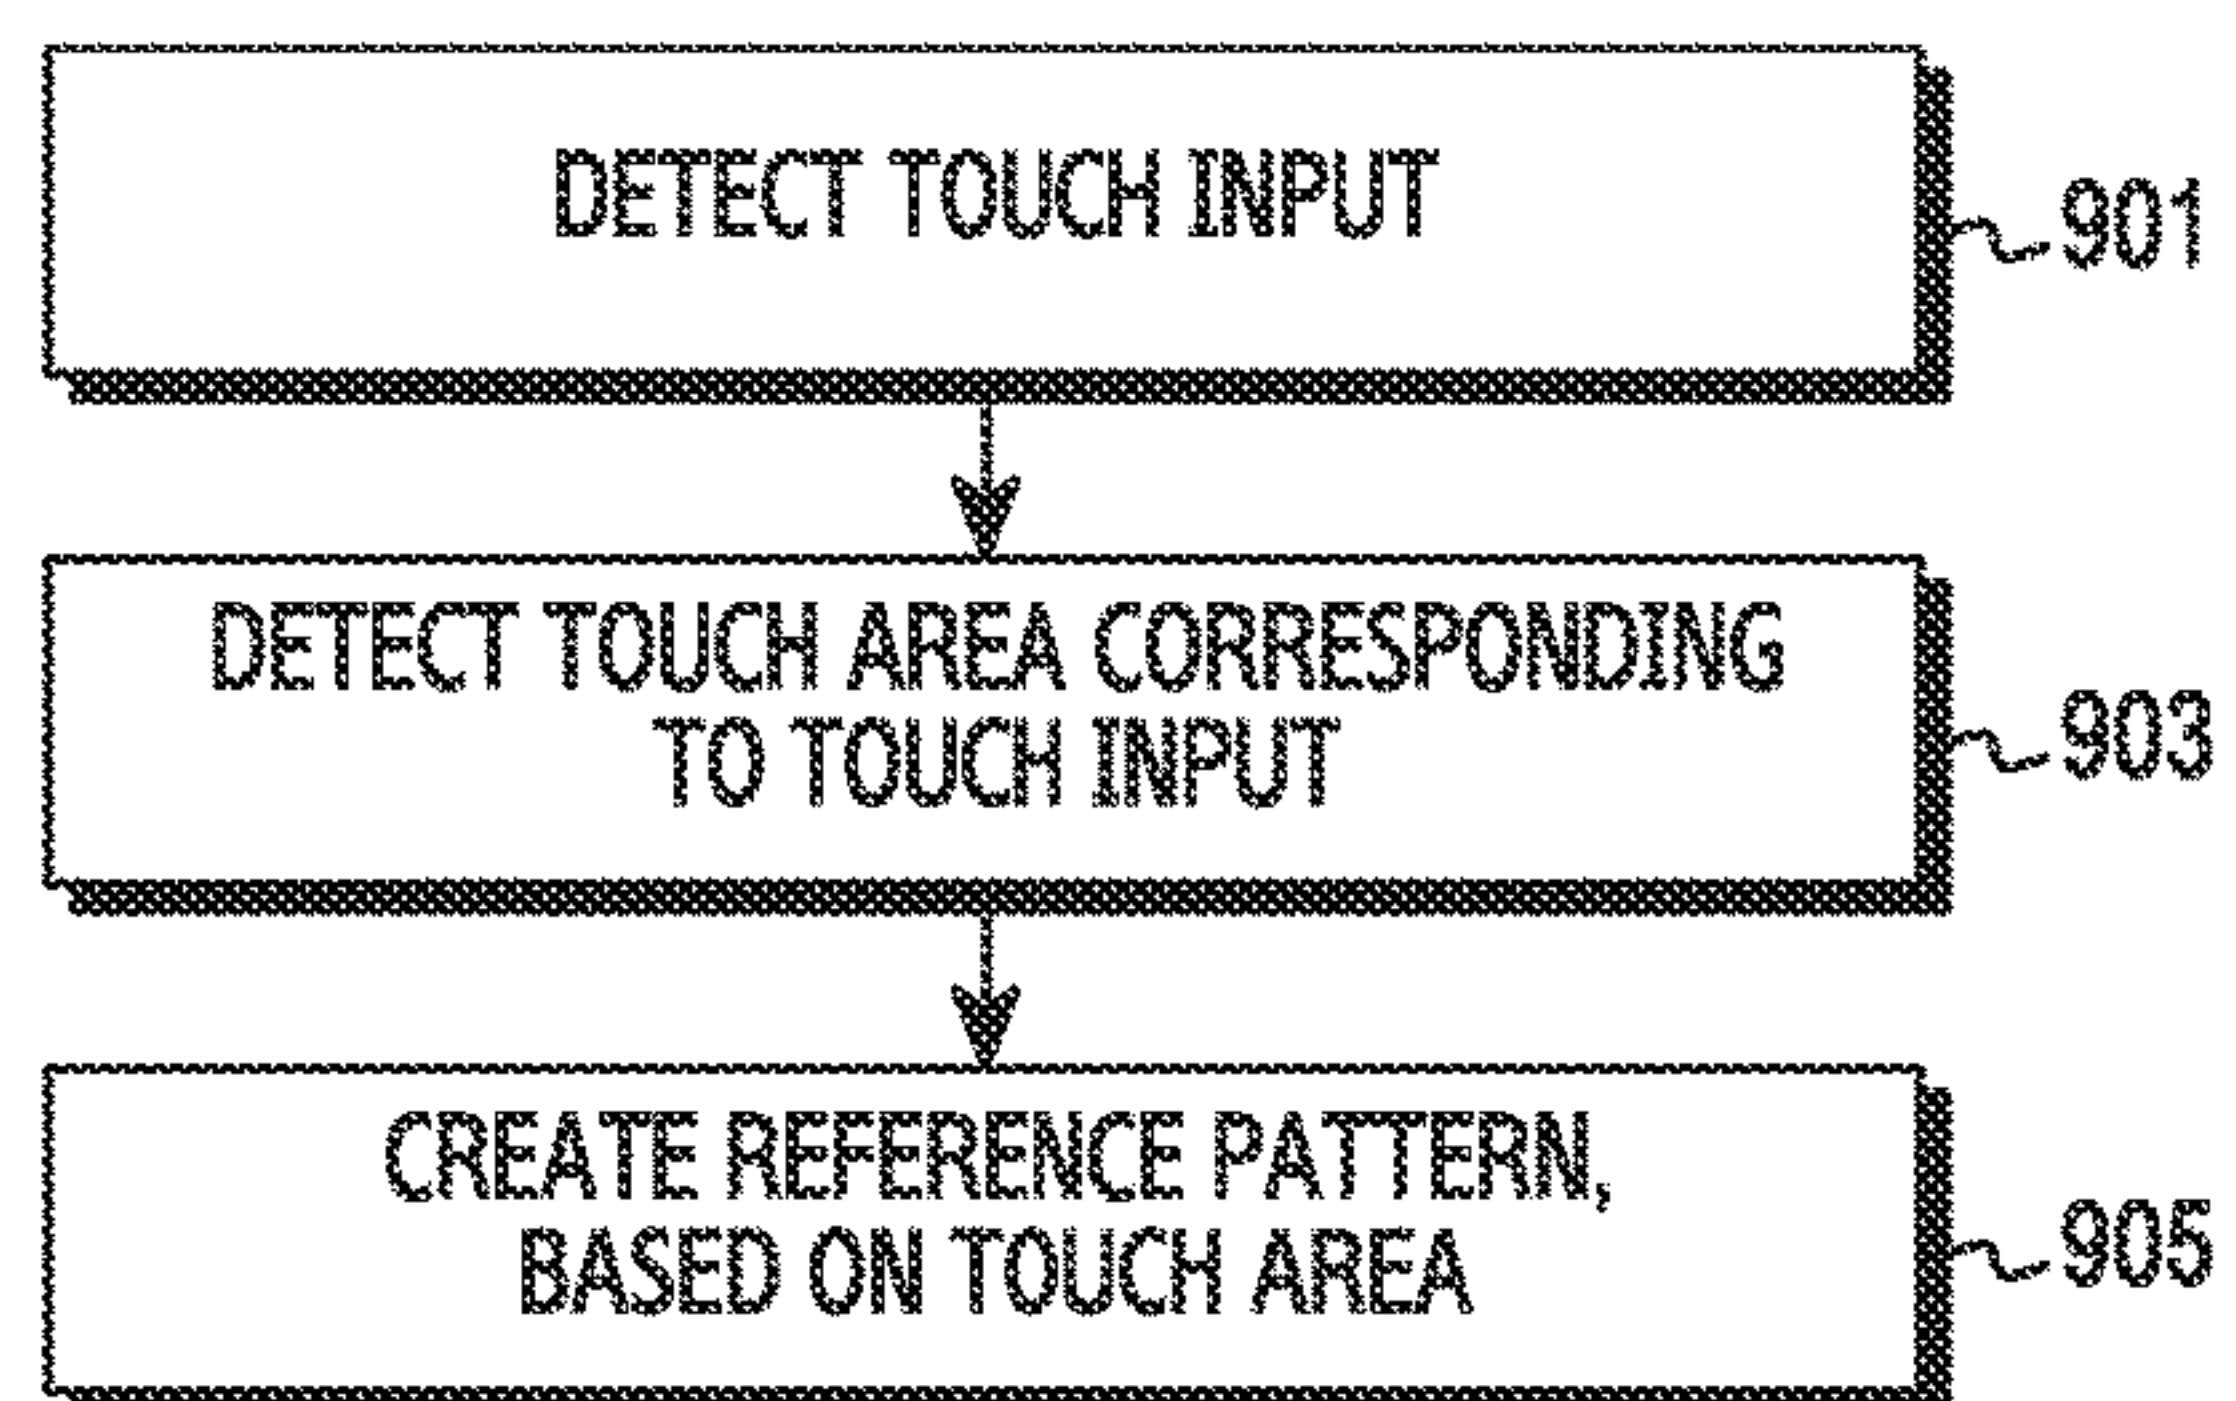 DETECT TOUCH INPUT
901
DETECT TOUCH AREA CORRESPONDING
TO TOUCH INPUT
903
CREATE REFERENCE PATTERN,
BASED ON TOUCH AREA
905